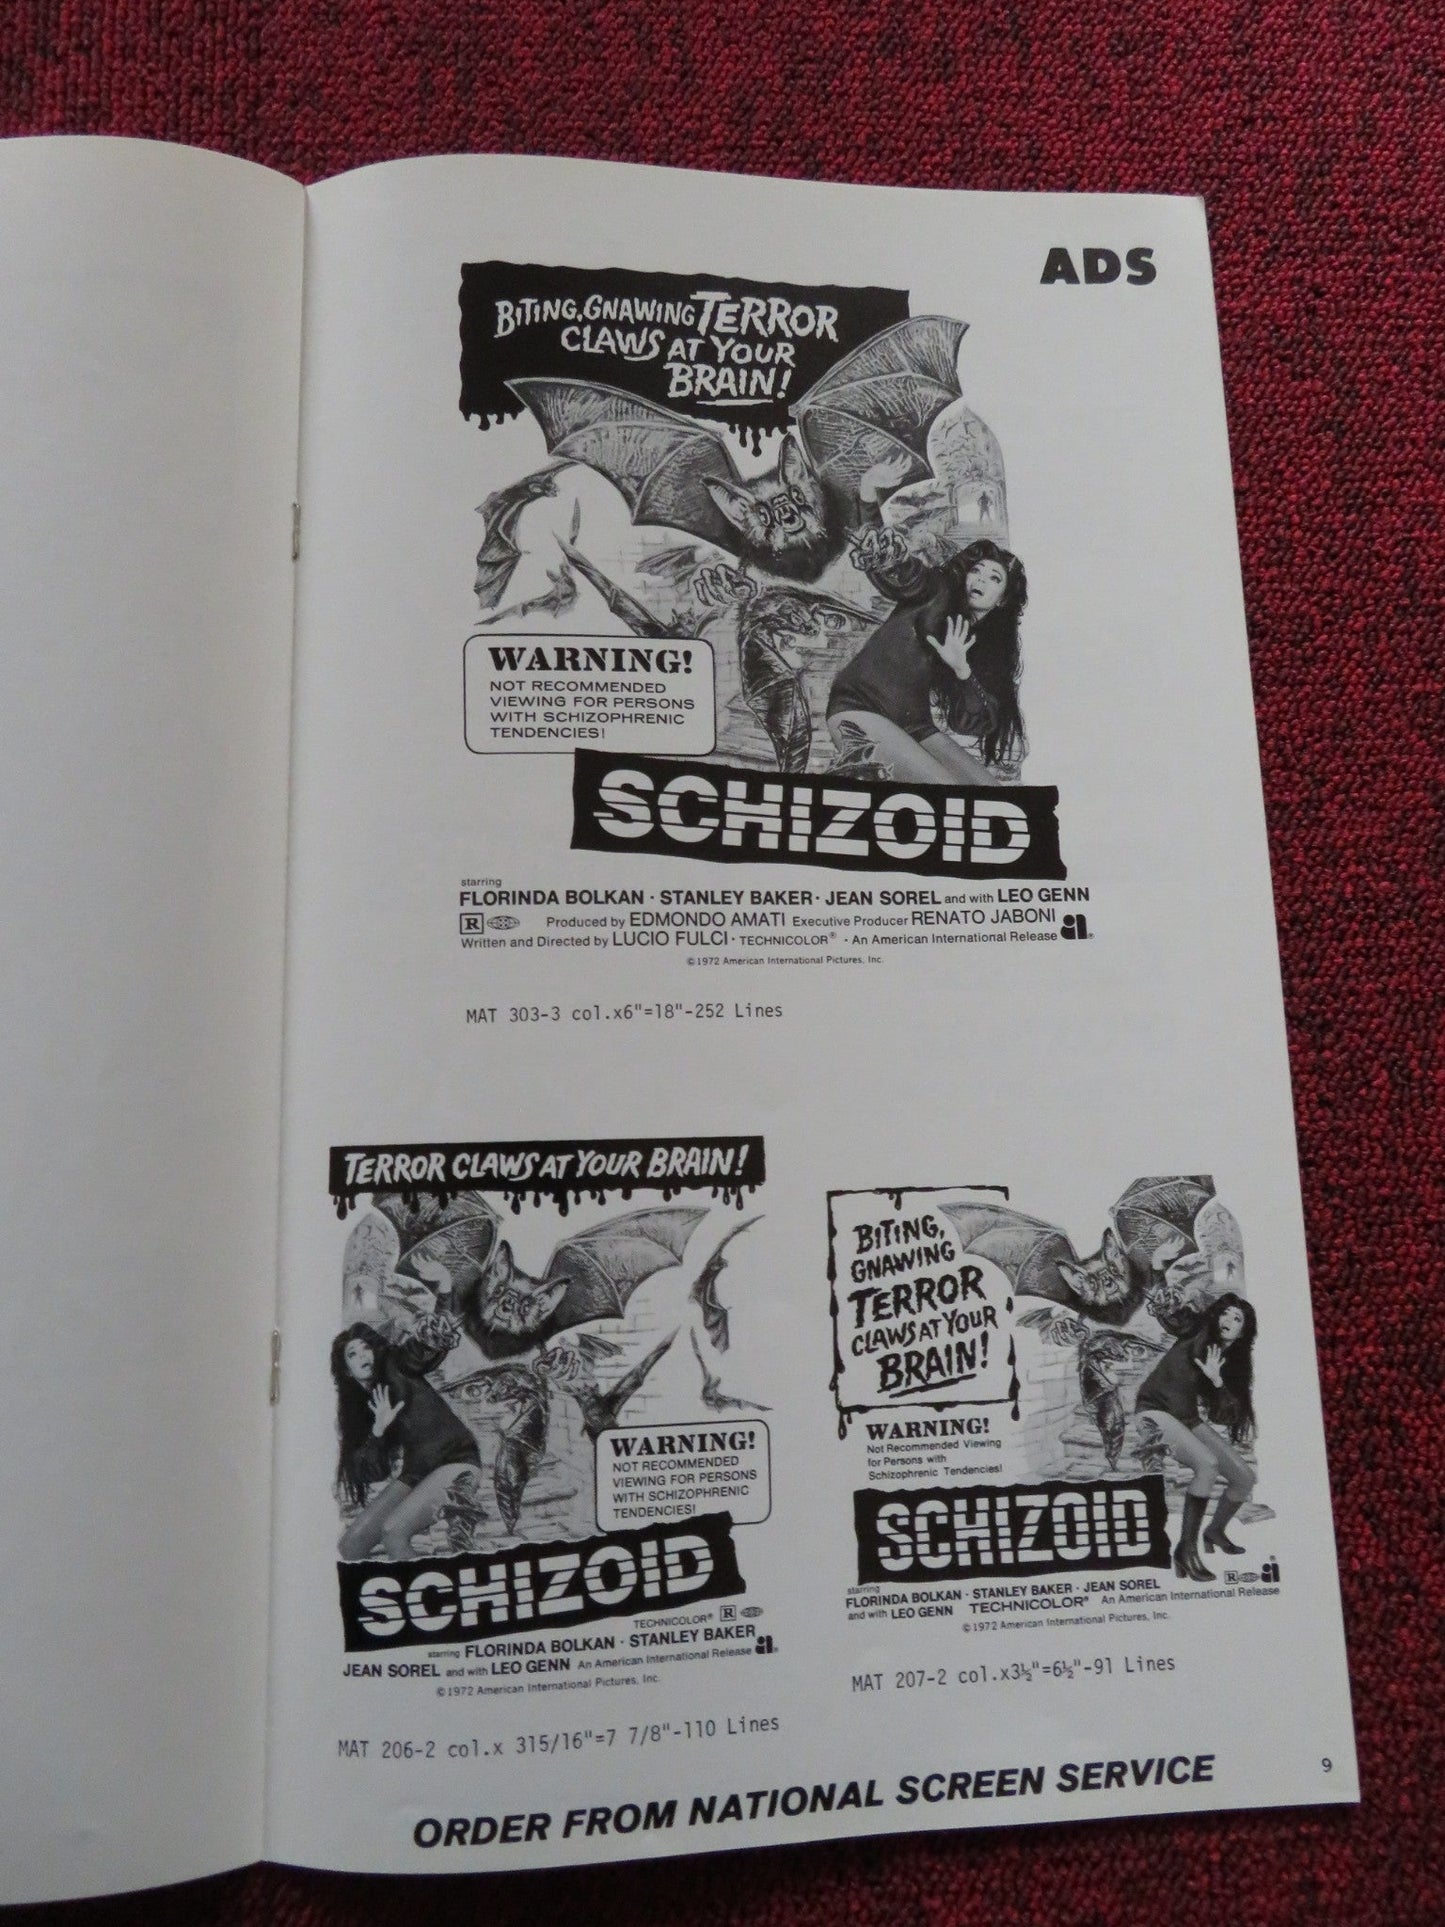 ADS
BITING, GNAWING TERROR
CLAWS AT YOUR
BRAIN!
WARNING!
NOT RECOMMENDED
VIEWING FOR PERSONS
WITH SCHIZOPHRENIC
TENDENCIES!
SCHIZOID
starring
FLORINDA BOLKAN · STANLEY BAKER · JEAN SOREL and with LEO GENN
R Produced by EDMONDO AMATI Executive Producer RENATO JABONI
Written and Directed by LUCIO FULCI · TECHNICOLOR® · An American International Release
©1972 American International Pictures, Inc.
MAT 303-3 col.x6"=18"-252 Lines
TERROR CLAWS AT YOUR BRAIN!
WARNING!
NOT RECOMMENDED
VIEWING FOR PERSONS
WITH SCHIZOPHRENIC
TENDENCIES!
SCHIZOID
TECHNICOLOR® R
starring FLORINDA BOLKAN · STANLEY BAKER
JEAN SOREL and with LEO GENN An American International Release
©1972 American International Pictures, Inc.
MAT 206-2 col.x 315/16"=7 7/8"-110 Lines
BITING,
GNAWING
TERROR
CLAWS AT YOUR
BRAIN!
WARNING!
Not Recommended Viewing
for Persons with
Schizophrenic Tendencies!
SCHIZOID
R
starring
FLORINDA BOLKAN · STANLEY BAKER · JEAN SOREL
and with LEO GENN TECHNICOLOR® An American International Release
©1972 American International Pictures, Inc.
MAT 207-2 col.x3½"=6½"-91 Lines
ORDER FROM NATIONAL SCREEN SERVICE
9